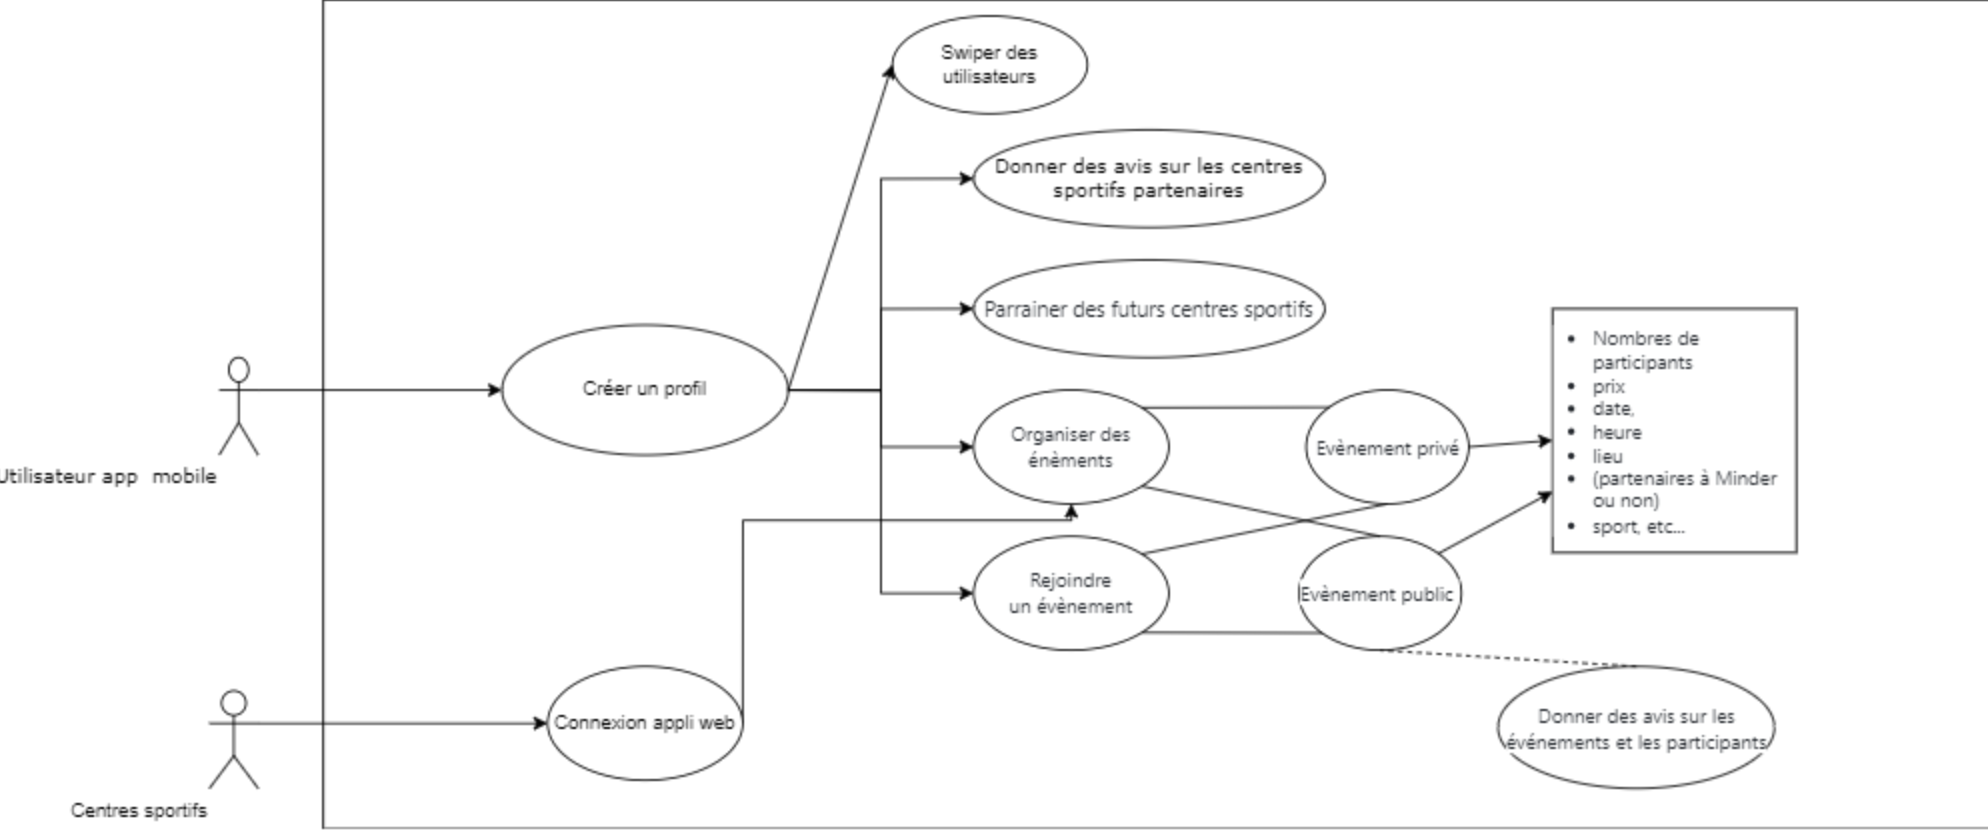 Swiper des
utilisateurs
Donner des avis sur les centres
sportifs partenaires
Parrainer des futurs centres sportifs
Créer un profil
Utilisateur app mobile
Organiser des
énèments
Evènement privé
• Nombres de
participants
• prix
• date,
• heure
• lieu
• (partenaires à Minder
ou non)
• sport, etc...
Rejoindre
un évènement
Evènement public
Connexion appli web
Donner des avis sur les
événements et les participants
Centres sportifs